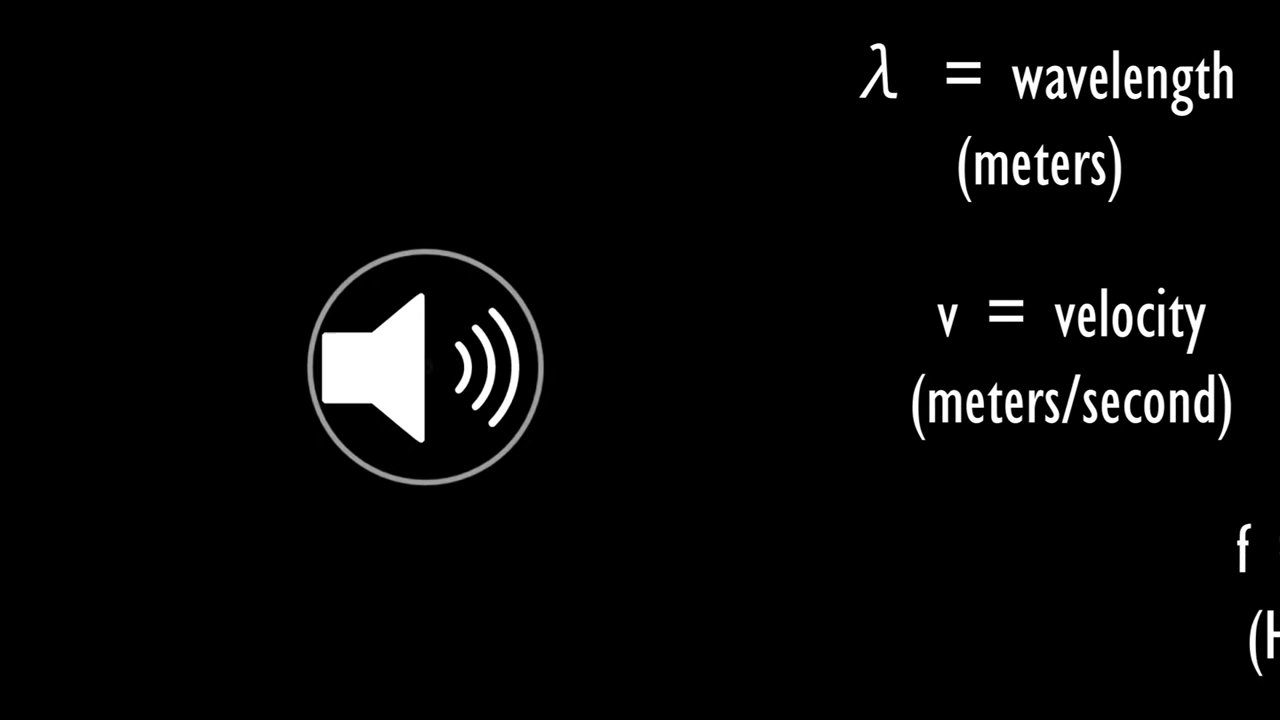 λ = wavelength
(meters)
v = velocity
(meters/second)
f
(H